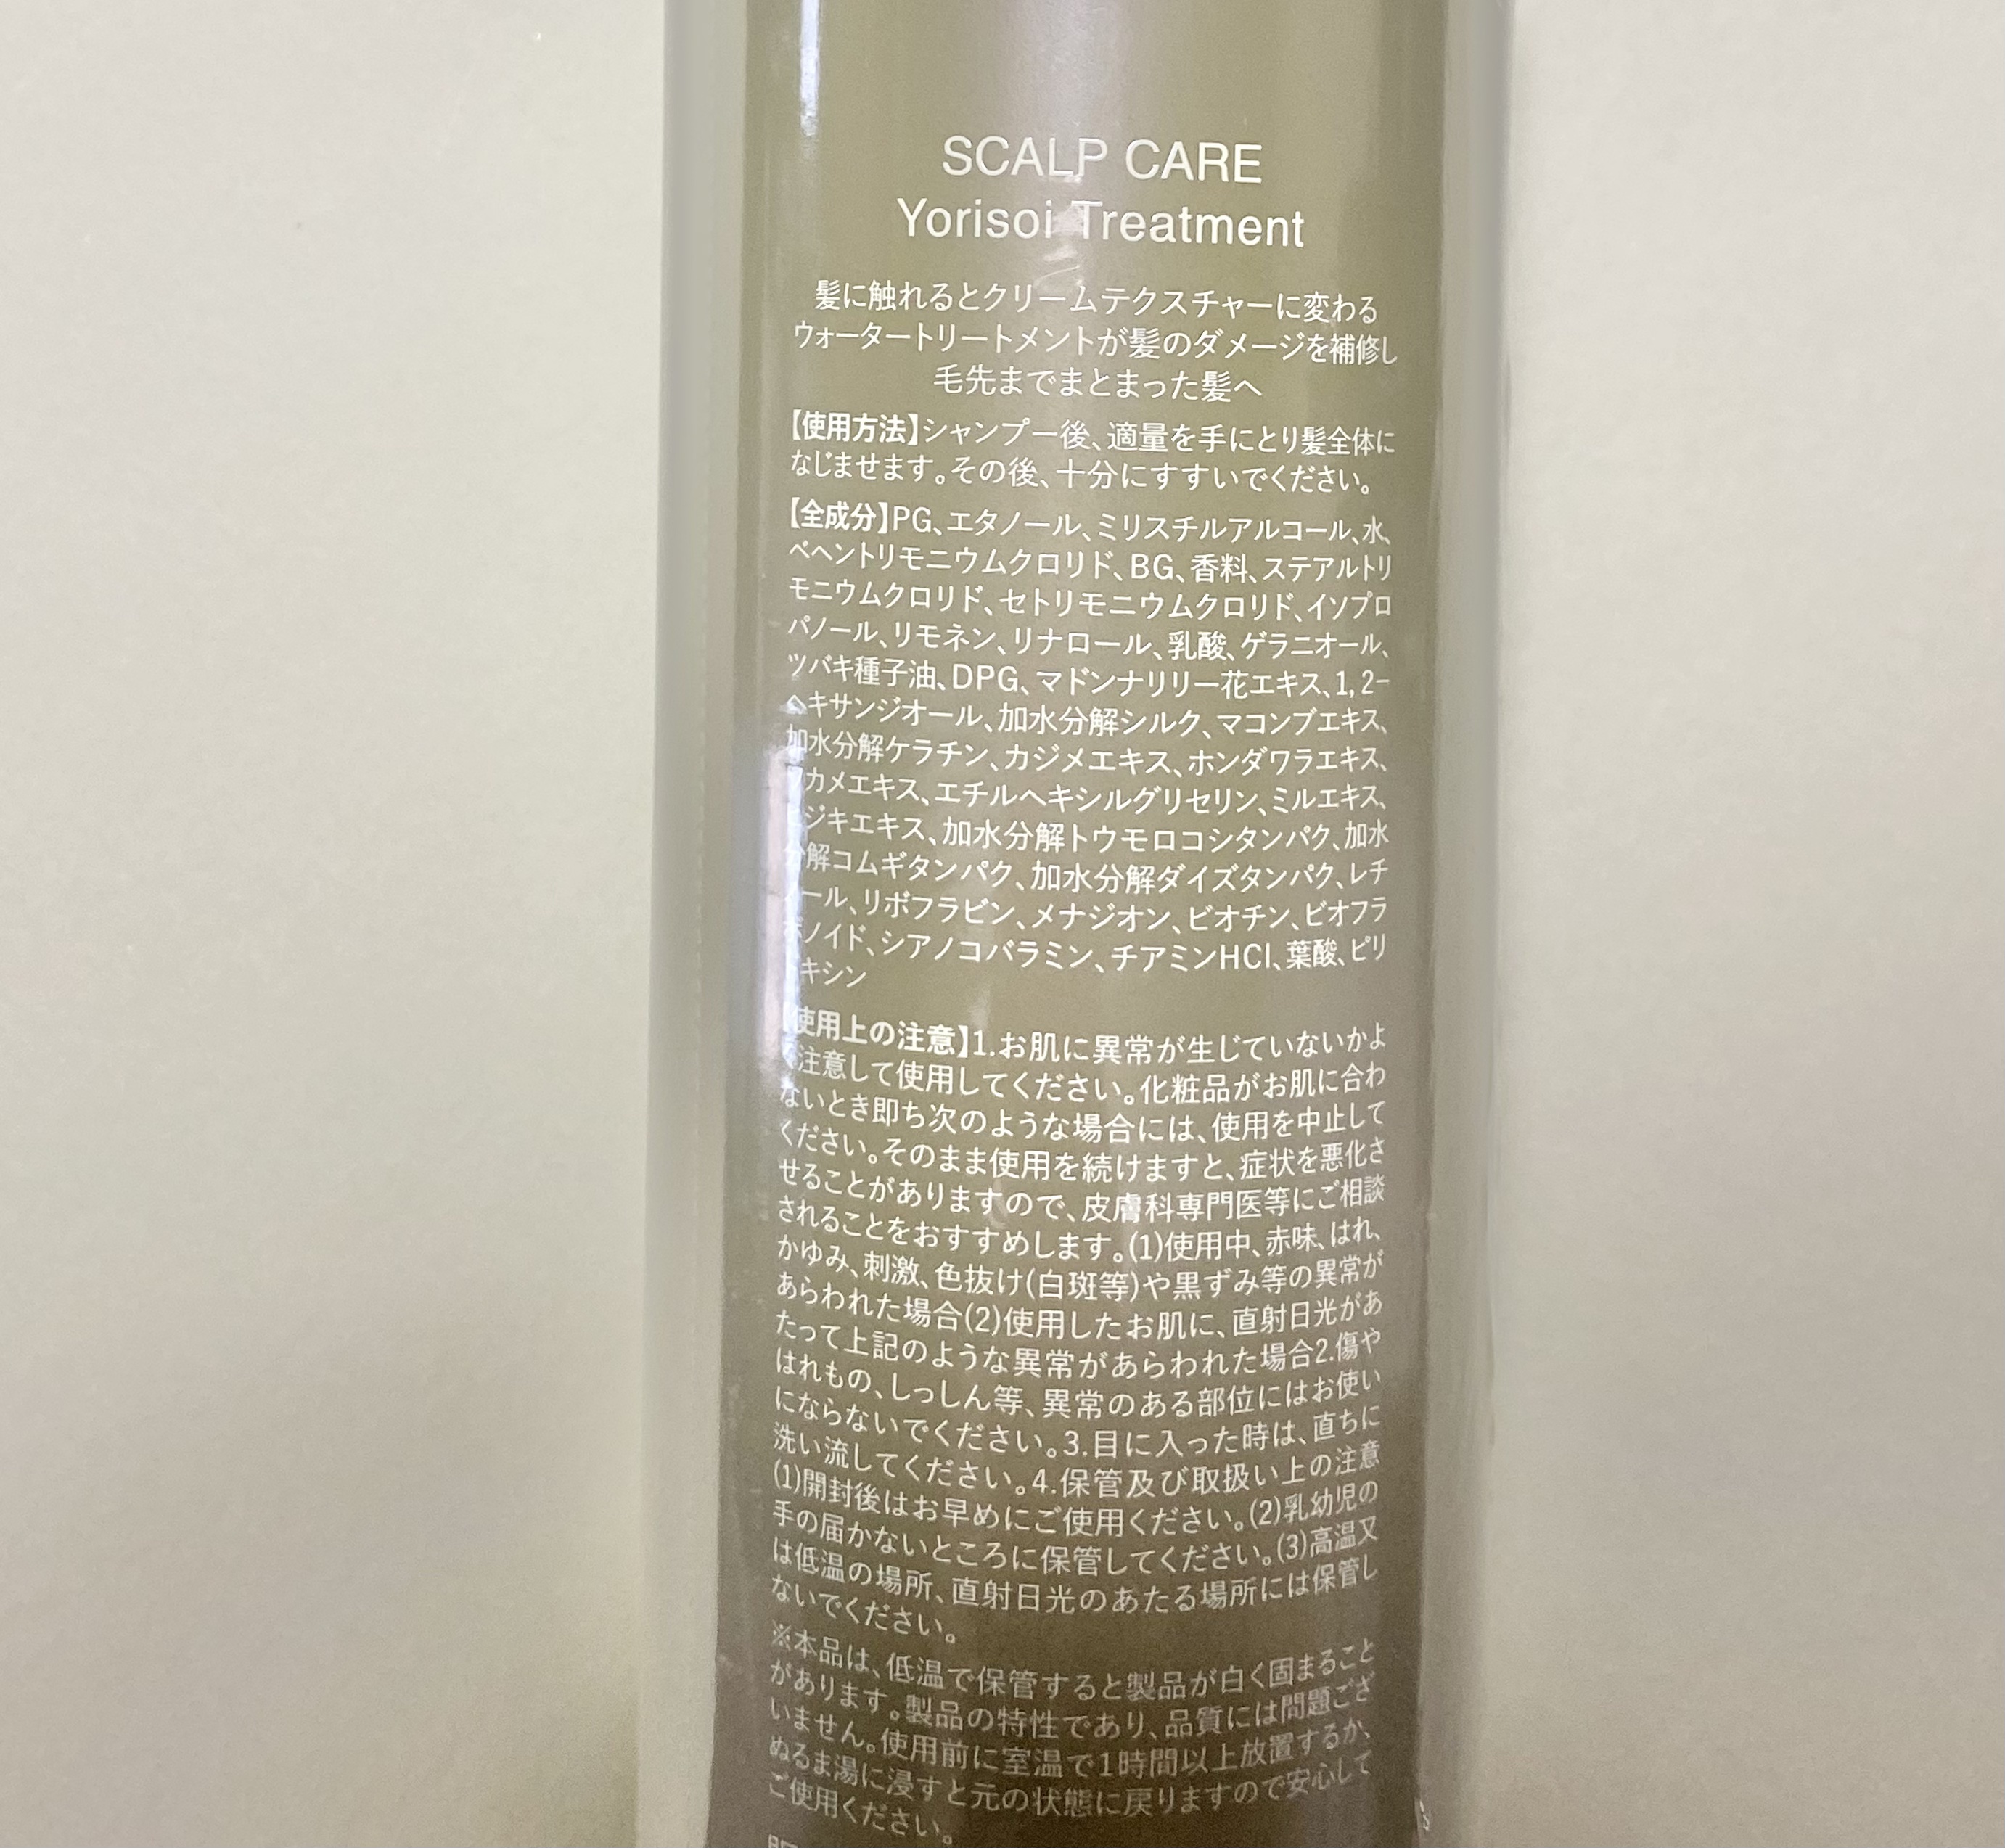 SCALP CARE
Yorisoi Treatment
髪に触れるとクリームテクスチャーに変わる
ウォータートリートメントが髪のダメージを補修し
毛先までまとまった髪へ
【使用方法】シャンプー後、適量を手にとり髪全体に
なじませます。その後、十分にすすいでください。
【全成分】PG、エタノール、ミリスチルアルコール、水、
ベヘントリモニウムクロリド、BG、香料、ステアルトリ
モニウムクロリド、セトリモニウムクロリド、イソプロ
パノール、リモネン、リナロール、乳酸、ゲラニオール、
ツバキ種子油、DPG、マドンナリリー花エキス、1,2-
ヘキサンジオール、加水分解シルク、マコンブエキス、
加水分解ケラチン、カジメエキス、ホンダワラエキス、
カメエキス、エチルヘキシルグリセリン、ミルエキス、
ジキエキス、加水分解トウモロコシタンパク、加水
分解コムギタンパク、加水分解ダイズタンパク、レチ
ール、リボフラビン、メナジオン、ビオチン、ビオフラ
ボノイド、シアノコバラミン、チアミンHCl、葉酸、ピリ
キシン
【使用上の注意】1.お肌に異常が生じていないかよ
く注意して使用してください。化粧品がお肌に合わ
ないとき即ち次のような場合には、使用を中止して
ください。そのまま使用を続けますと、症状を悪化さ
せることがありますので、皮膚科専門医等にご相談
されることをおすすめします。(1)使用中、赤味、はれ、
かゆみ、刺激、色抜け(白斑等)や黒ずみ等の異常が
あらわれた場合(2)使用したお肌に、直射日光があ
たって上記のような異常があらわれた場合2.傷や
はれもの、しっしん等、異常のある部位にはお使い
にならないでください。3.目に入った時は、直ちに
洗い流してください。4.保管及び取扱い上の注意
(1)開封後はお早めにご使用ください。(2)乳幼児の
手の届かないところに保管してください。(3)高温又
は低温の場所、直射日光のあたる場所には保管し
ないでください。
※本品は、低温で保管すると製品が白く固まること
があります。製品の特性であり、品質には問題ござ
いません。使用前に室温で1時間以上放置するか、
ぬるま湯に浸すと元の状態に戻りますので安心して
ご使用ください。